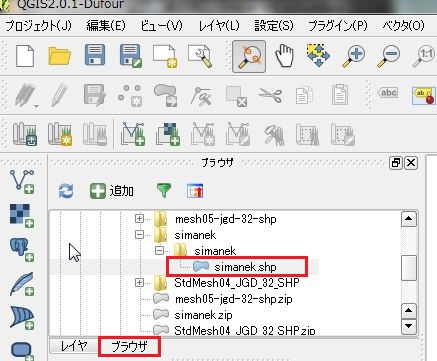 QGIS2.0.1-Dufour
プロジェクト(J) 編集(E) ビュー(V) レイヤ(L) 設定(S) プラグイン(P) ベクタ(O)
1:1
abc ab
ブラウザ
追加
mesh05-jgd-32-shp
simanek
simanek
simanek.shp
StdMesh04_JGD_32_SHP
mesh05-jgd-32-shp.zip
simanek.zip
StdMesh04_JGD_32_SHP.zip
レイヤ ブラウザ